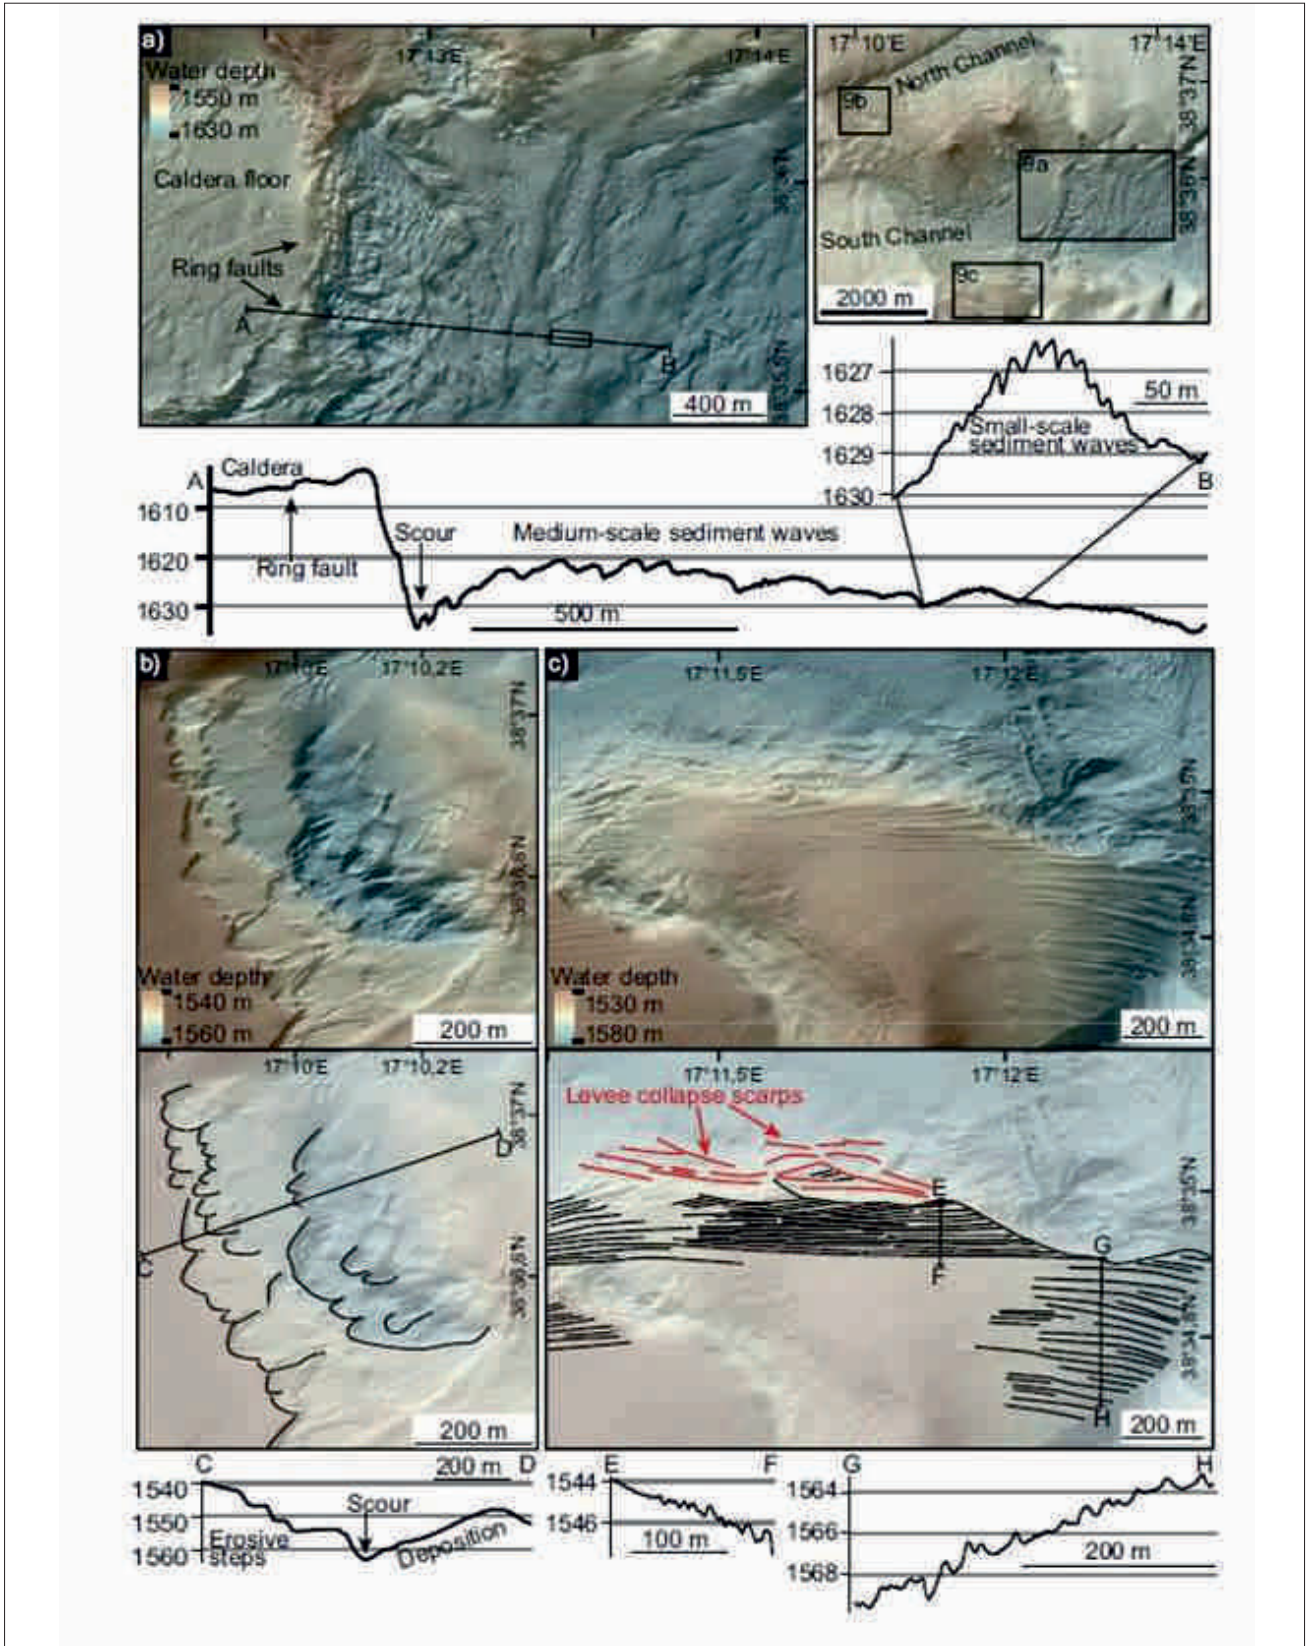 a)
17°13'E
17°14'E
Water depth
1550 m
1630 m
Caldera floor
Ring faults
A
B
38°36'N
38°35,5'N
400 m
17°10'E
17°14'E
North Channel
9b
8a
South Channel
9c
2000 m
38°37'N
38°36'N
1627
1628
1629
1630
50 m
Small-scale
sediment waves
B
A
Caldera
1610
1620
1630
Ring fault
Scour
Medium-scale sediment waves
500 m
b)
17°10'E
17°10,2'E
38°37'N
38°36,8'N
Water depth
1540 m
1560 m
200 m
c)
17°11,5'E
17°12'E
38°35'N
38°34,8'N
Water depth
1530 m
1580 m
200 m
17°10'E
17°10,2'E
38°37'N
38°36,8'N
C
D
200 m
17°11,5'E
17°12'E
Levee collapse scarps
E
F
G
H
38°35'N
38°34,8'N
200 m
C
D
200 m
1540
1550
1560
Scour
Erosive
steps
Deposition
E
F
1544
1546
100 m
G
H
1564
1566
1568
200 m